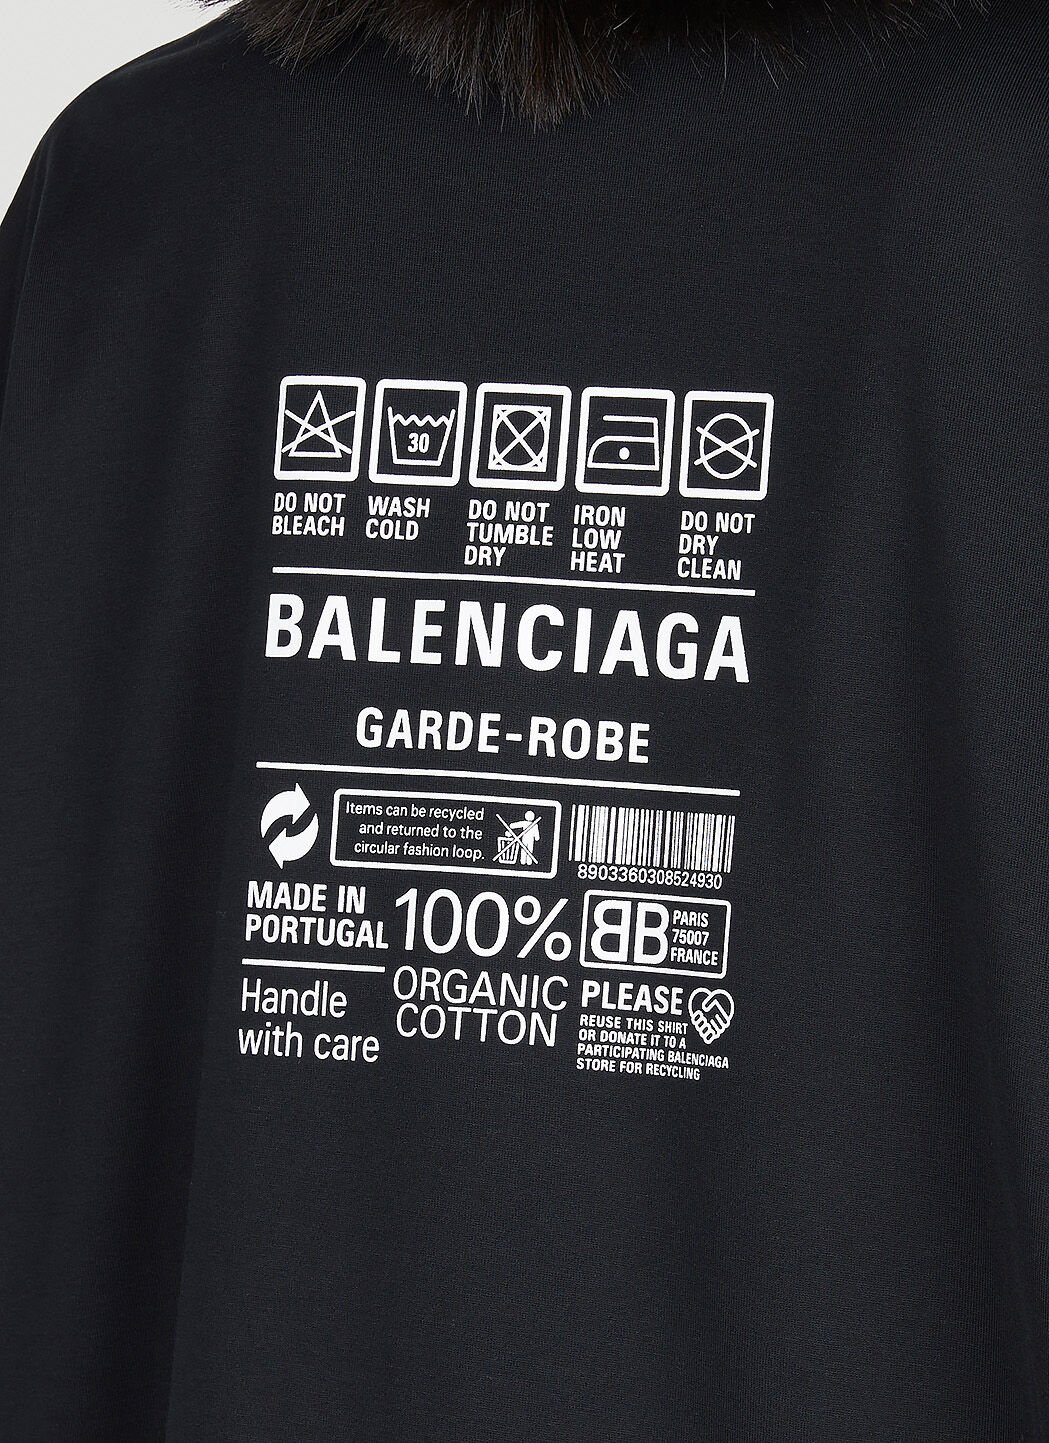 30
DO NOT
BLEACH
WASH
COLD
DO NOT
TUMBLE
DRY
IRON
LOW
HEAT
DO NOT
DRY
CLEAN
BALENCIAGA
GARDE-ROBE
Items can be recycled
and returned to the
circular fashion loop.
8903360308524930
MADE IN
PORTUGAL
Handle
with care
100%
ORGANIC
COTTON
BB
PARIS
75007
FRANCE
PLEASE
REUSE THIS SHIRT
OR DONATE IT TO A
PARTICIPATING BALENCIAGA
STORE FOR RECYCLING